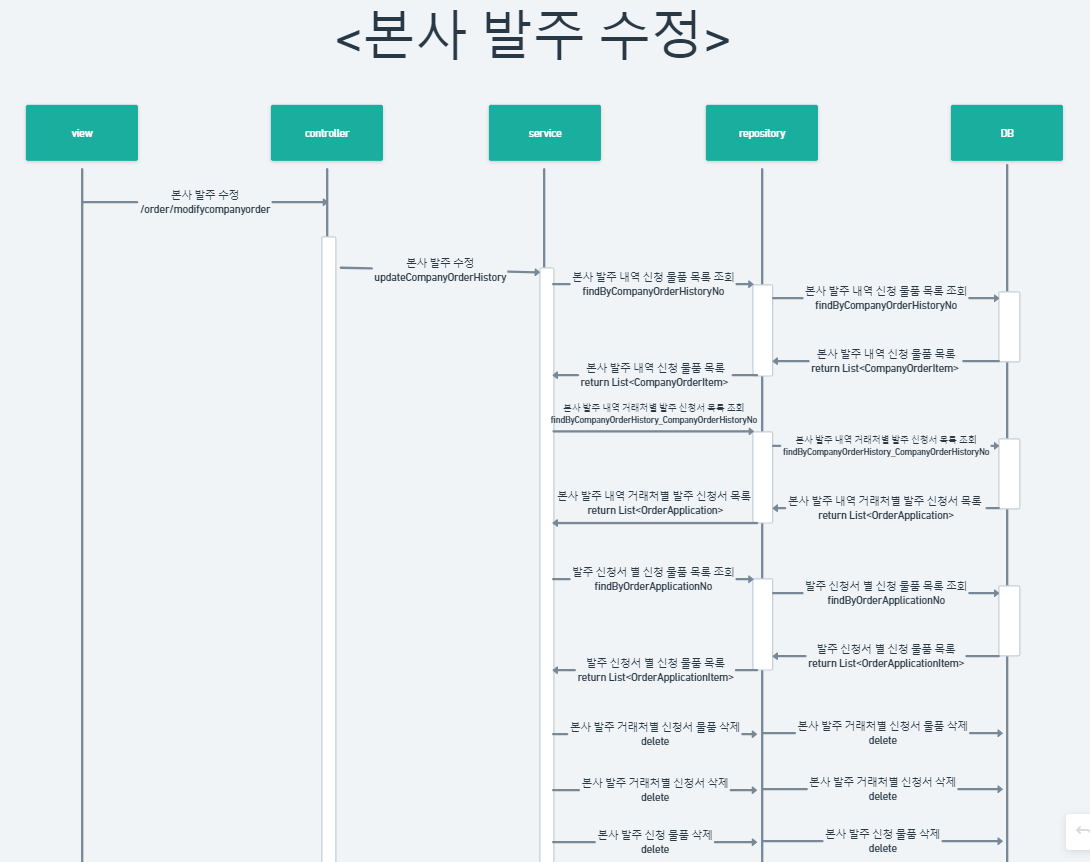 <본사 발주 수정>
view
controller
service
repository
DB
본사 발주 수정
/order/modifycompanyorder
본사 발주 수정
updateCompanyOrderHistory
본사 발주 내역 신청 물품 목록 조회
findByCompanyOrderHistoryNo
본사 발주 내역 신청 물품 목록 조회
findByCompanyOrderHistoryNo
본사 발주 내역 신청 물품 목록
return List<CompanyOrderItem>
본사 발주 내역 신청 물품 목록
return List<CompanyOrderItem>
본사 발주 내역 거래처별 발주 신청서 목록 조회
findByCompanyOrderHistory_CompanyOrderHistoryNo
본사 발주 내역 거래처별 발주 신청서 목록 조회
findByCompanyOrderHistory_CompanyOrderHistoryNo
본사 발주 내역 거래처별 발주 신청서 목록
return List<OrderApplication>
본사 발주 내역 거래처별 발주 신청서 목록
return List<OrderApplication>
발주 신청서 별 신청 물품 목록 조회
findByOrderApplicationNo
발주 신청서 별 신청 물품 목록 조회
findByOrderApplicationNo
발주 신청서 별 신청 물품 목록
return List<OrderApplicationItem>
발주 신청서 별 신청 물품 목록
return List<OrderApplicationItem>
본사 발주 거래처별 신청서 물품 삭제
delete
본사 발주 거래처별 신청서 물품 삭제
delete
본사 발주 거래처별 신청서 삭제
delete
본사 발주 거래처별 신청서 삭제
delete
본사 발주 신청 물품 삭제
delete
본사 발주 신청 물품 삭제
delete